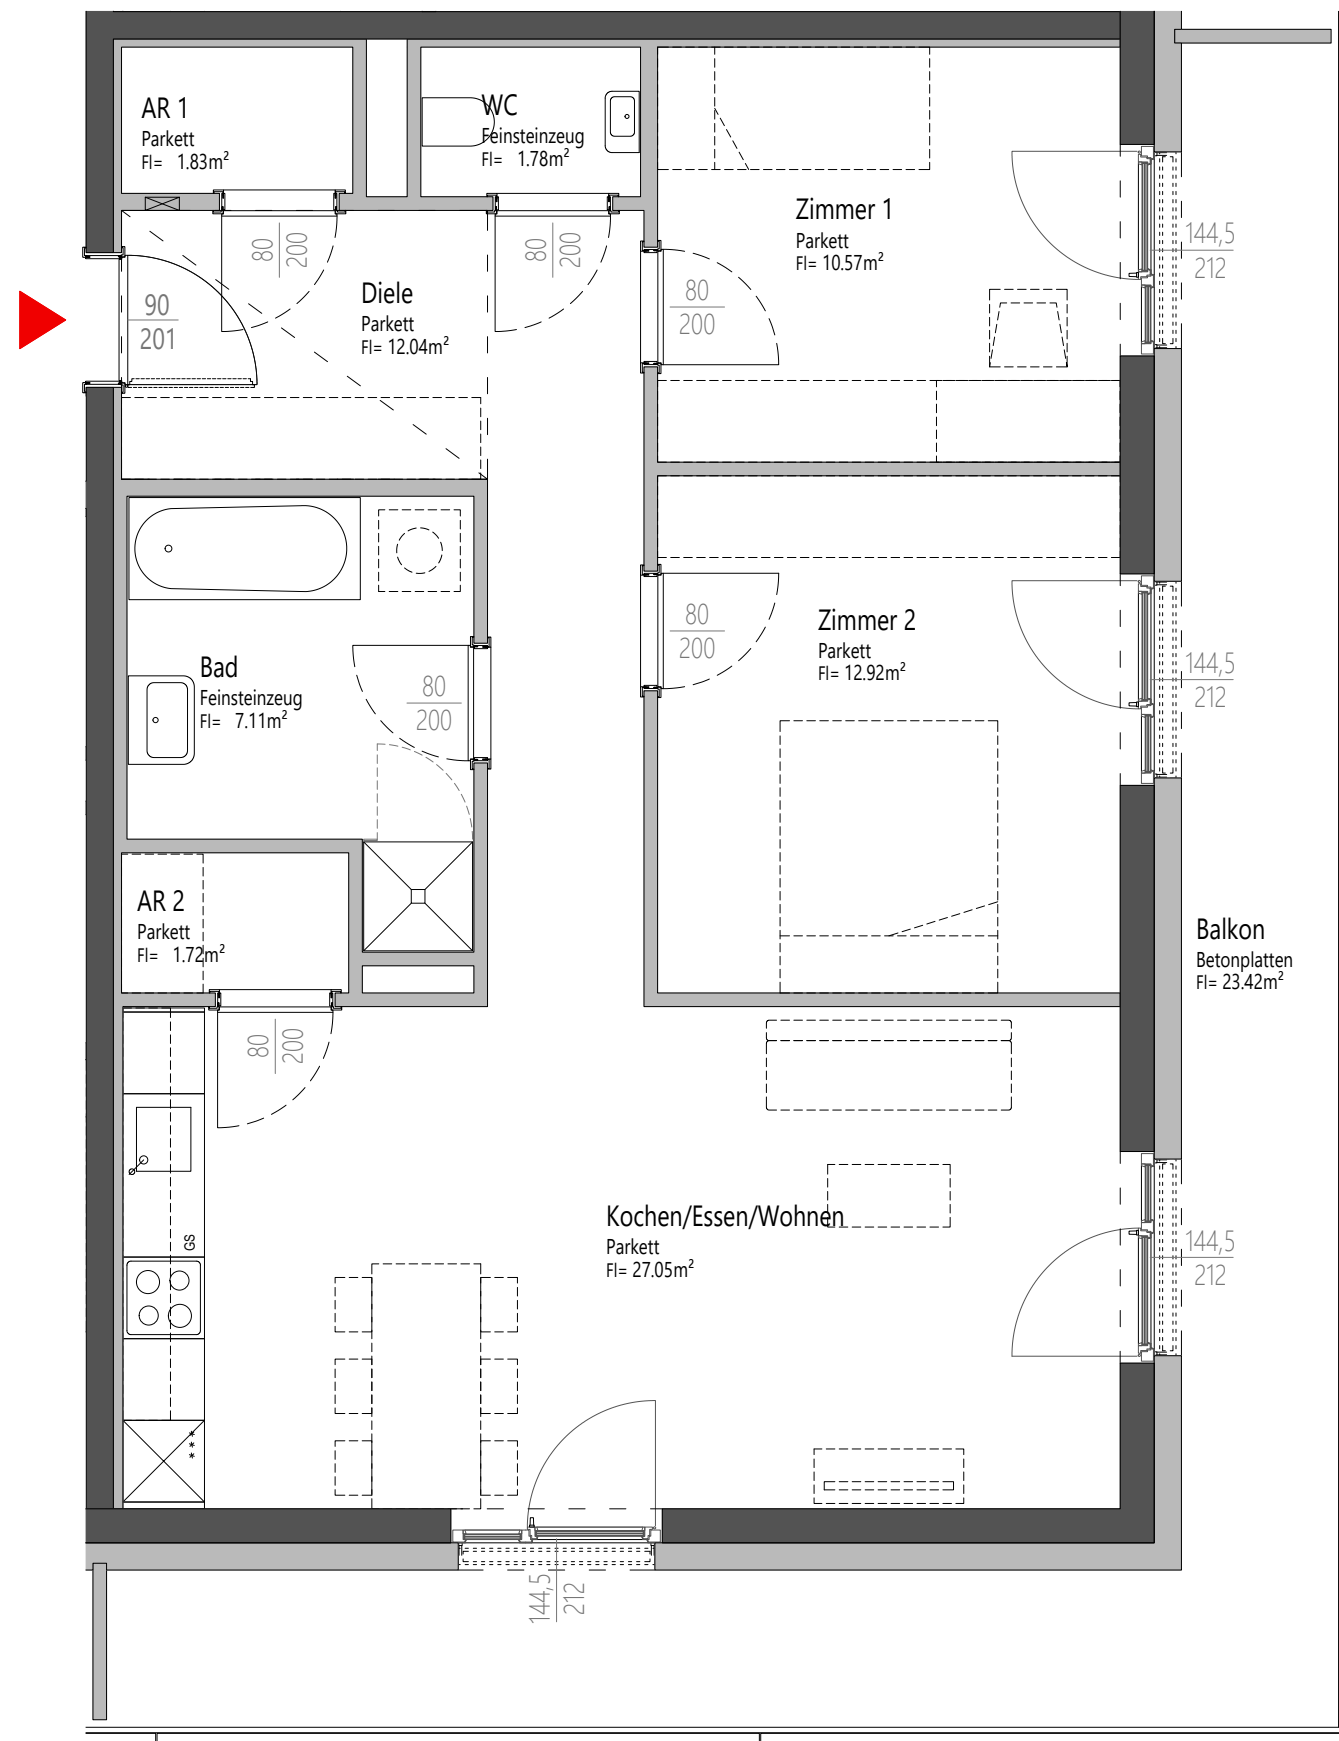 AR 1
Parkett
Fl= 1.83m²
WC
Feinsteinzeug
Fl= 1.78m²
Zimmer 1
Parkett
Fl= 10.57m²
144,5
212
80
200
80
200
Diele
Parkett
Fl= 12.04m²
90
201
80
200
Zimmer 2
Parkett
Fl= 12.92m²
80
200
144,5
212
Bad
Feinsteinzeug
Fl= 7.11m²
80
200
AR 2
Parkett
Fl= 1.72m²
Balkon
Betonplatten
Fl= 23.42m²
80
200
GS
Kochen/Essen/Wohnen
Parkett
Fl= 27.05m²
144,5
212
***
144,5
212